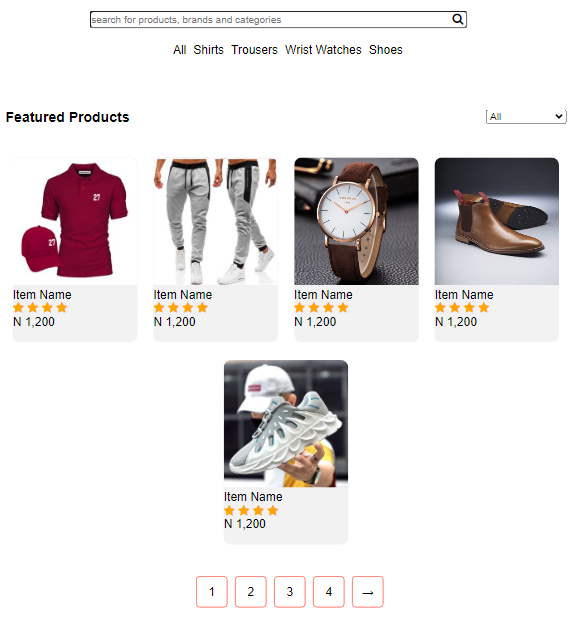 search for products, brands and categories
All Shirts Trousers Wrist Watches Shoes
Featured Products
All
27
27
Item Name
N 1,200
Item Name
N 1,200
Item Name
N 1,200
Item Name
N 1,200
Item Name
N 1,200
1 2 3 4 →